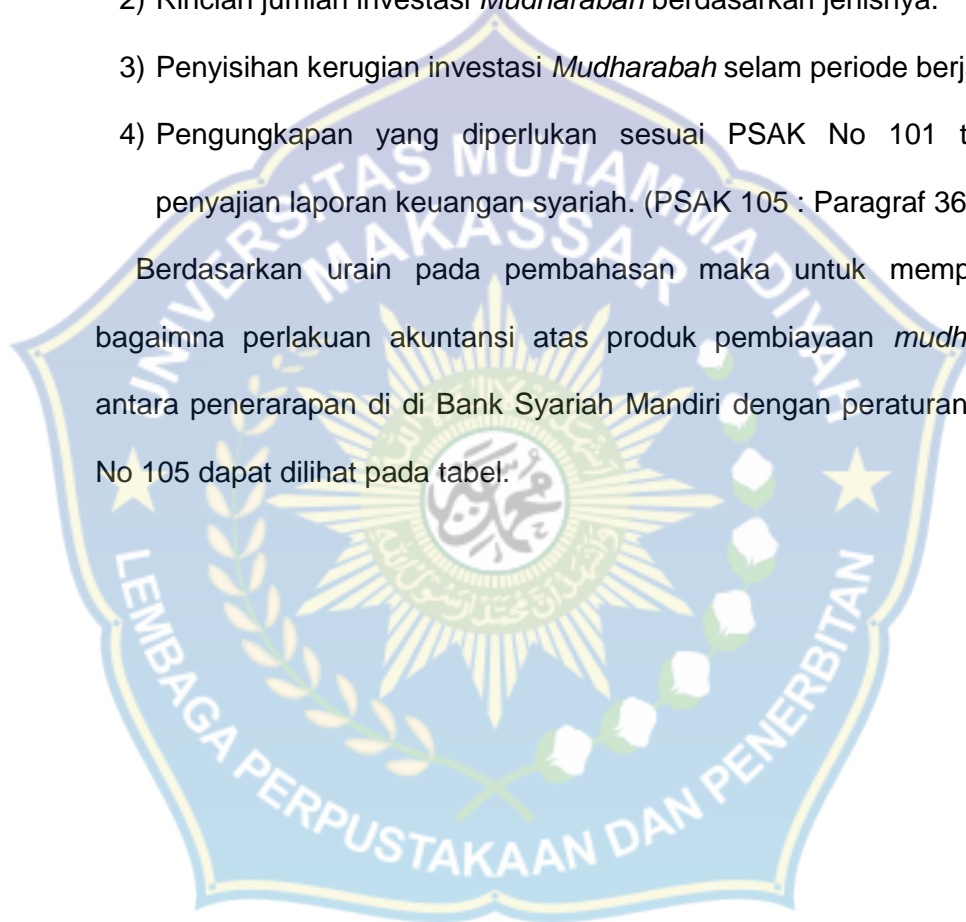 2) Rincian jumlah investasi Mudharabah berdasarkan jenisnya.
3) Penyisihan kerugian investasi Mudharabah selam periode berj
4) Pengungkapan yang diperlukan sesuai PSAK No 101 t
penyajian laporan keuangan syariah. (PSAK 105 : Paragraf 36
Berdasarkan urain pada pembahasan maka untuk memp
bagaimna perlakuan akuntansi atas produk pembiayaan mudh
antara penerarapan di di Bank Syariah Mandiri dengan peraturan
No 105 dapat dilihat pada tabel.
UNIVERSITAS MUHAMMADIYAH
MAKASSAR
LEMBAGA PERPUSTAKAAN DAN PENERBITAN